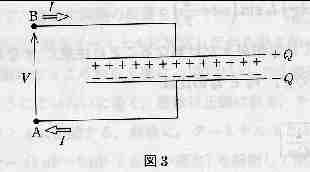 B I
+ + + + + + + + + + + + + + +Q
V
− − − − − − − − − − − − − − −Q
A I
図3